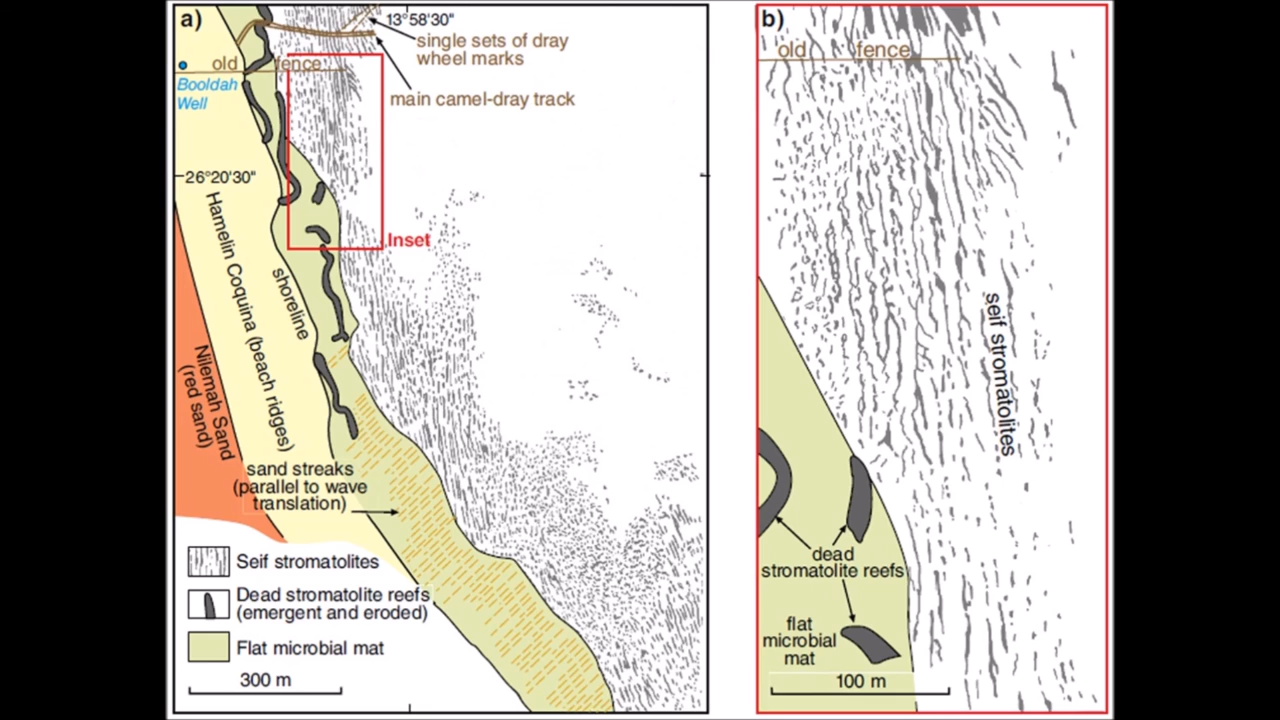 a)
13°58'30"
single sets of dray
wheel marks
old fence
Booldah
Well
main camel-dray track
26°20'30"
Inset
Hamelin Coquina (beach ridges)
shoreline
Nilemah Sand
(red sand)
sand streaks
(parallel to wave
translation)
Seif stromatolites
Dead stromatolite reefs
(emergent and eroded)
Flat microbial mat
300 m
b)
old fence
seif stromatolites
dead
stromatolite reefs
flat
microbial
mat
100 m